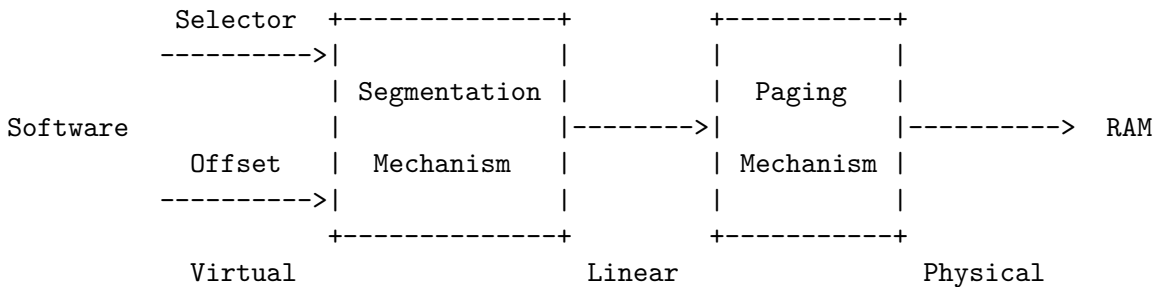 Selector  +--------------+         +-----------+
---------->|              |         |           |
| Segmentation |         |  Paging   |
Software            |              |-------->|           |---------->  RAM
Offset   |  Mechanism   |         | Mechanism |
---------->|              |         |           |
+--------------+         +-----------+
Virtual                   Linear                Physical